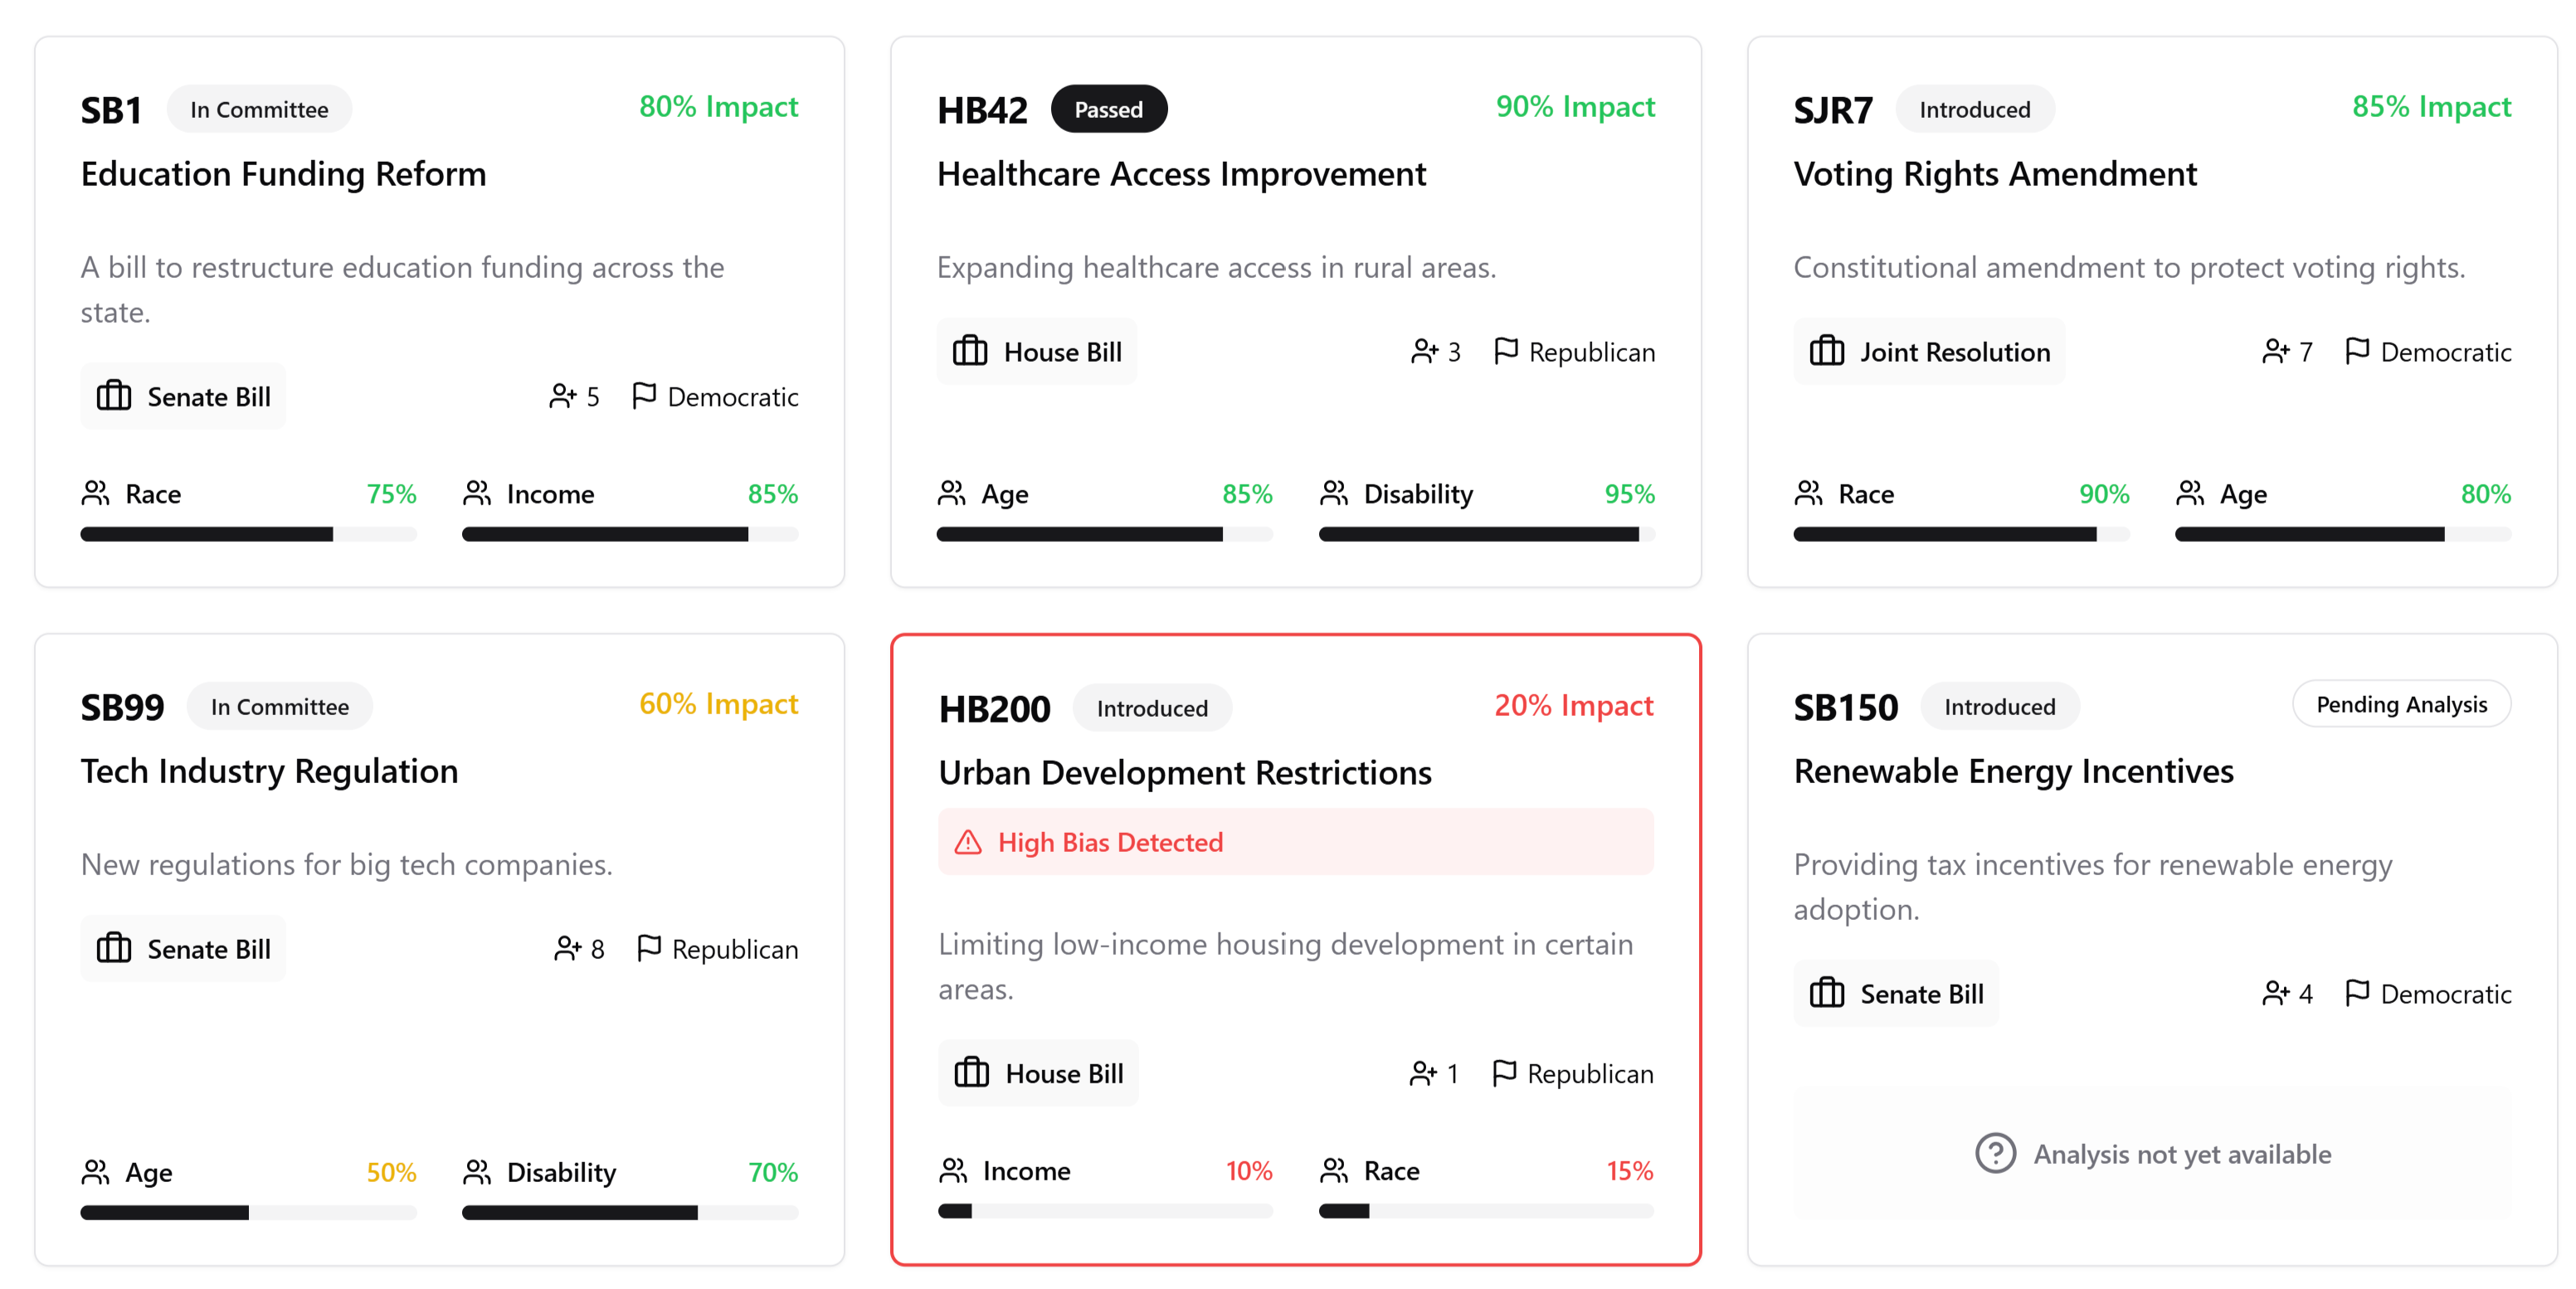 SB1 In Committee 80% Impact
Education Funding Reform
A bill to restructure education funding across the
state.
Senate Bill 5 Democratic
Race 75% Income 85%
HB42 Passed 90% Impact
Healthcare Access Improvement
Expanding healthcare access in rural areas.
House Bill 3 Republican
Age 85% Disability 95%
SJR7 Introduced 85% Impact
Voting Rights Amendment
Constitutional amendment to protect voting rights.
Joint Resolution 7 Democratic
Race 90% Age 80%
SB99 In Committee 60% Impact
Tech Industry Regulation
New regulations for big tech companies.
Senate Bill 8 Republican
Age 50% Disability 70%
HB200 Introduced 20% Impact
Urban Development Restrictions
High Bias Detected
Limiting low-income housing development in certain
areas.
House Bill 1 Republican
Income 10% Race 15%
SB150 Introduced Pending Analysis
Renewable Energy Incentives
Providing tax incentives for renewable energy
adoption.
Senate Bill 4 Democratic
Analysis not yet available